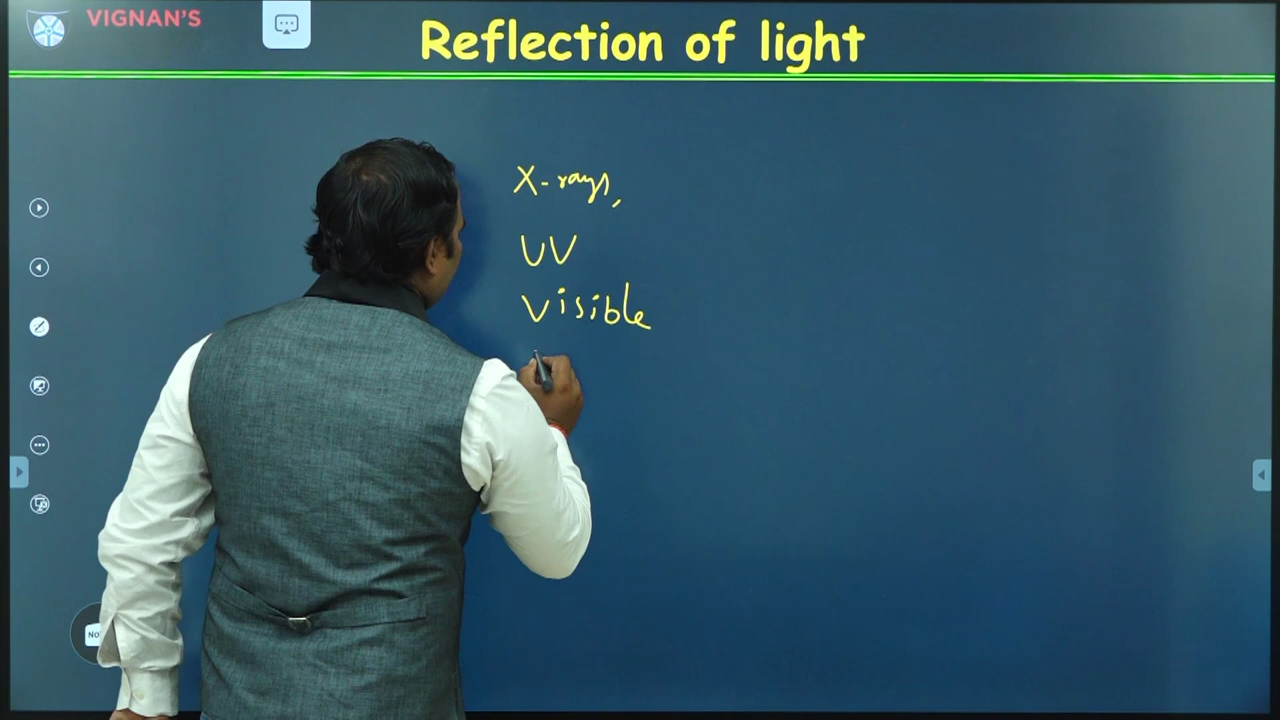 VIGNAN'S
Reflection of light
X-rays,
UV
Visible